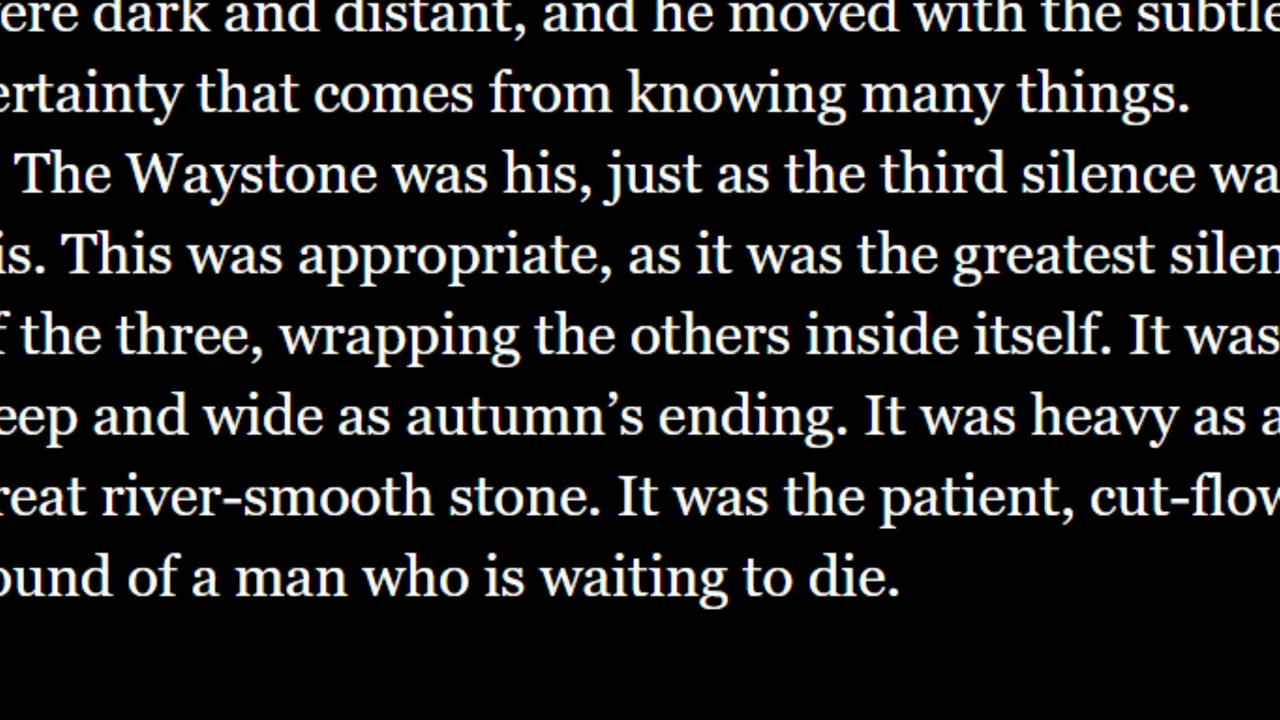 ere dark and distant, and he moved with the subtle
ertainty that comes from knowing many things.
The Waystone was his, just as the third silence wa
is. This was appropriate, as it was the greatest silen
f the three, wrapping the others inside itself. It was
eep and wide as autumn’s ending. It was heavy as a
reat river-smooth stone. It was the patient, cut-flow
ound of a man who is waiting to die.